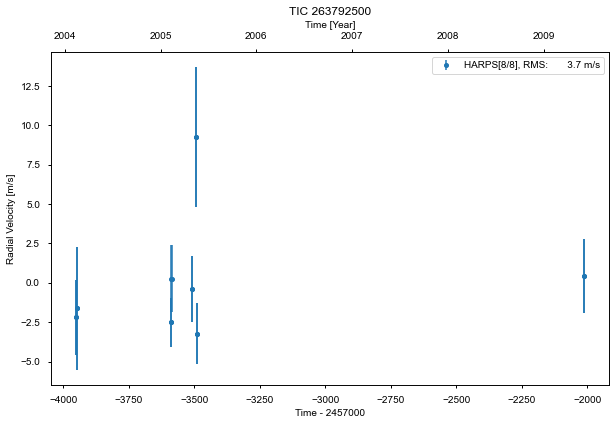 TIC 263792500
Time [Year]
2004 2005 2006 2007 2008 2009
HARPS[8/8], RMS: 3.7 m/s
Radial Velocity [m/s]
12.5
10.0
7.5
5.0
2.5
0.0
−2.5
−5.0
−4000 −3750 −3500 −3250 −3000 −2750 −2500 −2250 −2000
Time - 2457000